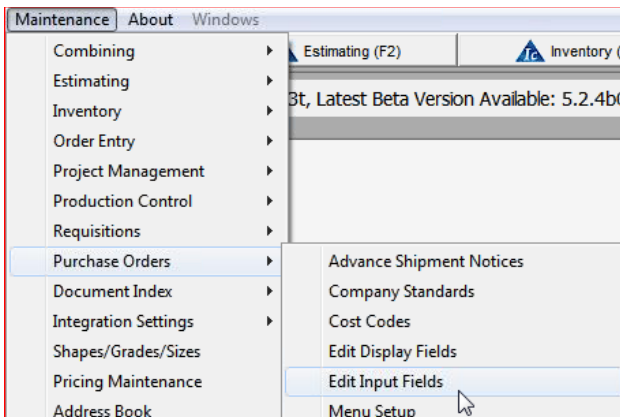 Maintenance About Windows
Combining
Estimating (F2)
Inventory (
Estimating
3t, Latest Beta Version Available: 5.2.4b
Inventory
Order Entry
Project Management
Production Control
Requisitions
Purchase Orders
Advance Shipment Notices
Document Index
Company Standards
Integration Settings
Cost Codes
Shapes/Grades/Sizes
Edit Display Fields
Pricing Maintenance
Edit Input Fields
Address Book
Menu Setup